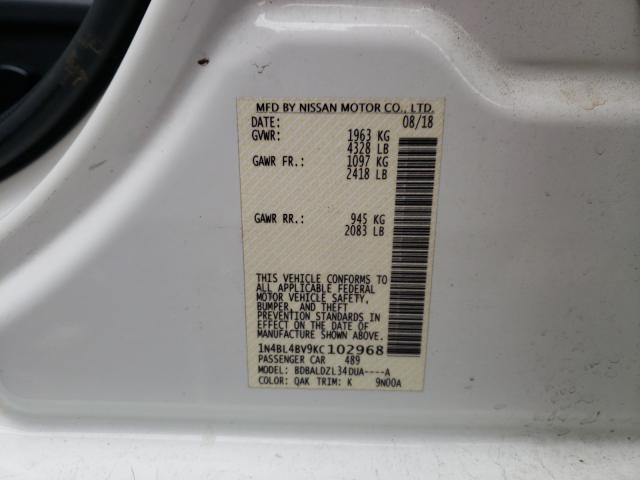 MFD BY NISSAN MOTOR CO., LTD.
DATE: 08/18
GVWR: 1963 KG
4328 LB
GAWR FR.: 1097 KG
2418 LB
GAWR RR.: 945 KG
2083 LB
THIS VEHICLE CONFORMS TO
ALL APPLICABLE FEDERAL
MOTOR VEHICLE SAFETY,
BUMPER, AND THEFT
PREVENTION STANDARDS IN
EFFECT ON THE DATE OF
MANUFACTURE SHOWN ABOVE.
1N4BL4BV9KC102968
PASSENGER CAR 489
MODEL: BDBALDZL34DUA----A
COLOR: QAK TRIM: K 9N00A